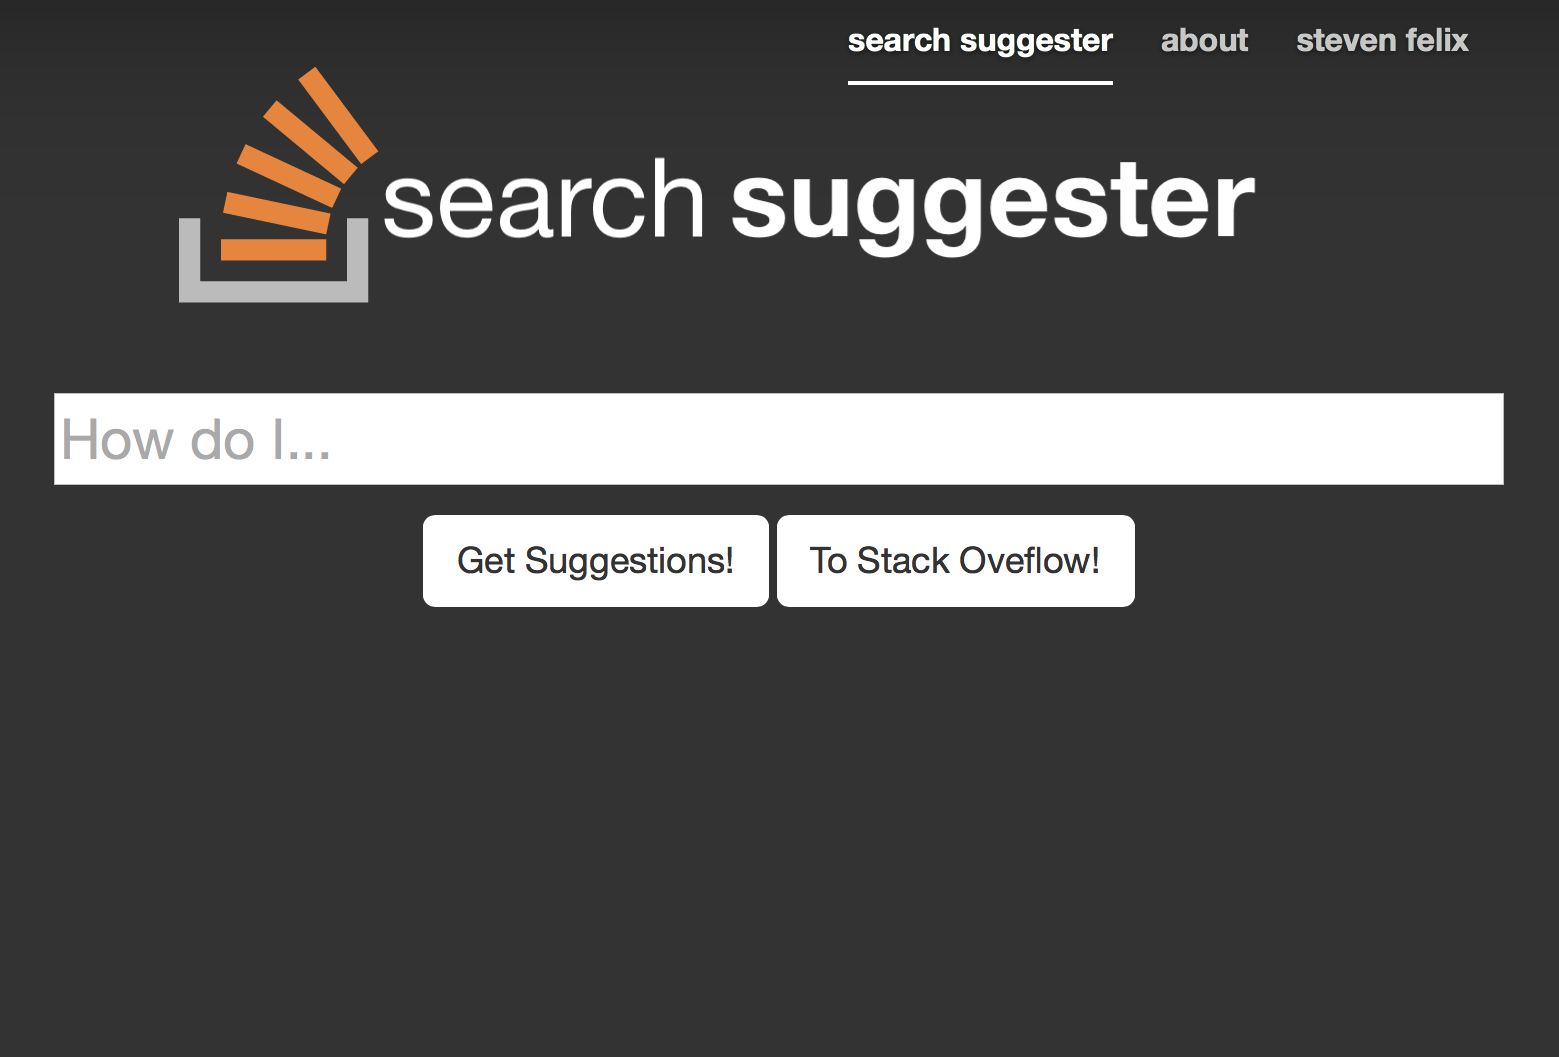 search suggester about steven felix
search suggester
How do I...
Get Suggestions! To Stack Oveflow!